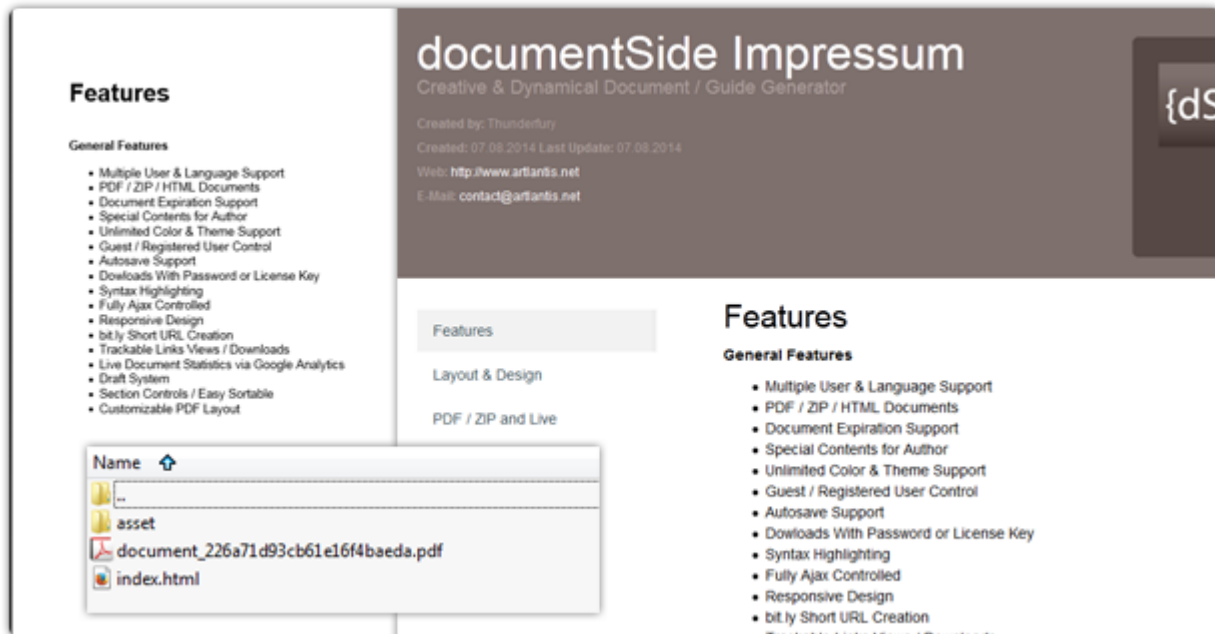 Features
General Features
Multiple User & Language Support
PDF / ZIP / HTML Documents
Document Expiration Support
Special Contents for Author
Unlimited Color & Theme Support
Guest / Registered User Control
Autosave Support
Dowloads With Password or License Key
Syntax Highlighting
Fully Ajax Controlled
Responsive Design
bit.ly Short URL Creation
Trackable Links Views / Downloads
Live Document Statistics via Google Analytics
Draft System
Section Controls / Easy Sortable
Customizable PDF Layout
Name
..
asset
document_226a71d93cb61e16f4baeda.pdf
index.html
documentSide Impressum
Creative & Dynamical Document / Guide Generator
Created by: Thunderfury
Created: 07.08.2014 Last Update: 07.08.2014
Web: http://www.artlantis.net
E-Mail: contact@artlantis.net
{dS
Features
Layout & Design
PDF / ZIP and Live
Features
General Features
Multiple User & Language Support
PDF / ZIP / HTML Documents
Document Expiration Support
Special Contents for Author
Unlimited Color & Theme Support
Guest / Registered User Control
Autosave Support
Dowloads With Password or License Key
Syntax Highlighting
Fully Ajax Controlled
Responsive Design
bit.ly Short URL Creation